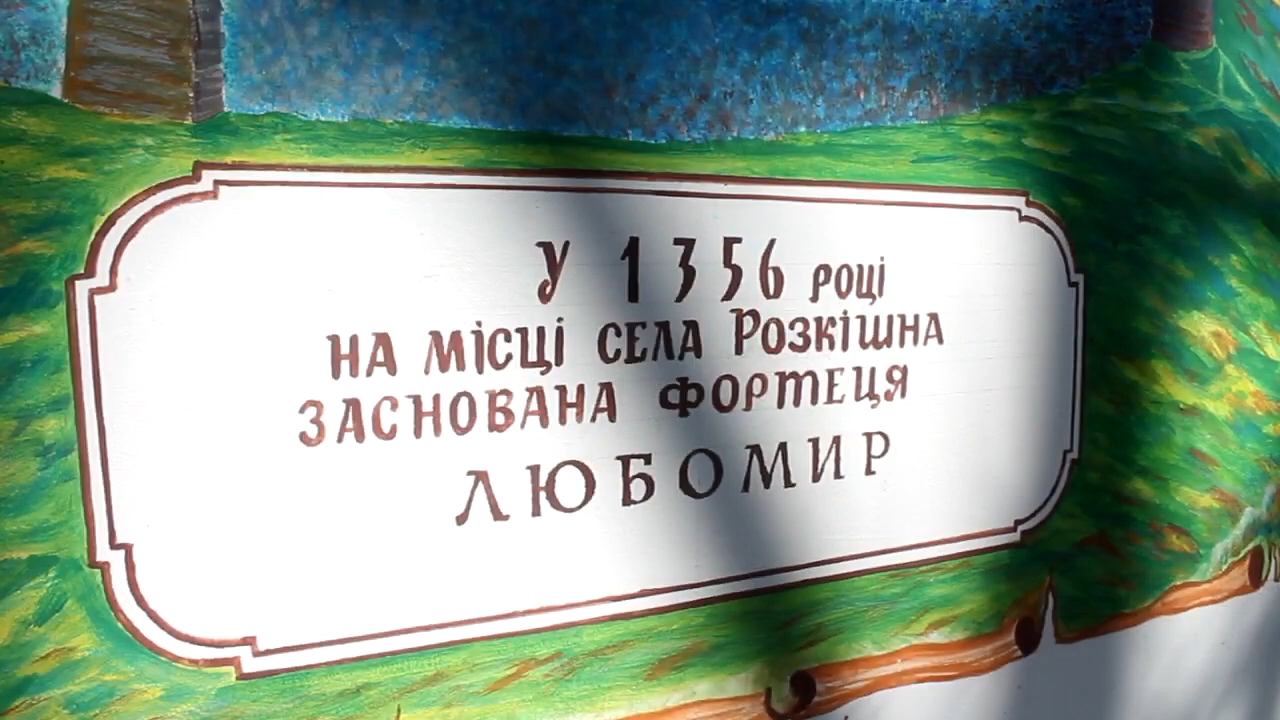 У 1356 РОЦІ
НА МІСЦІ СЕЛА РОЗКІШНА
ЗАСНОВАНА ФОРТЕЦЯ
ЛЮБОМИР